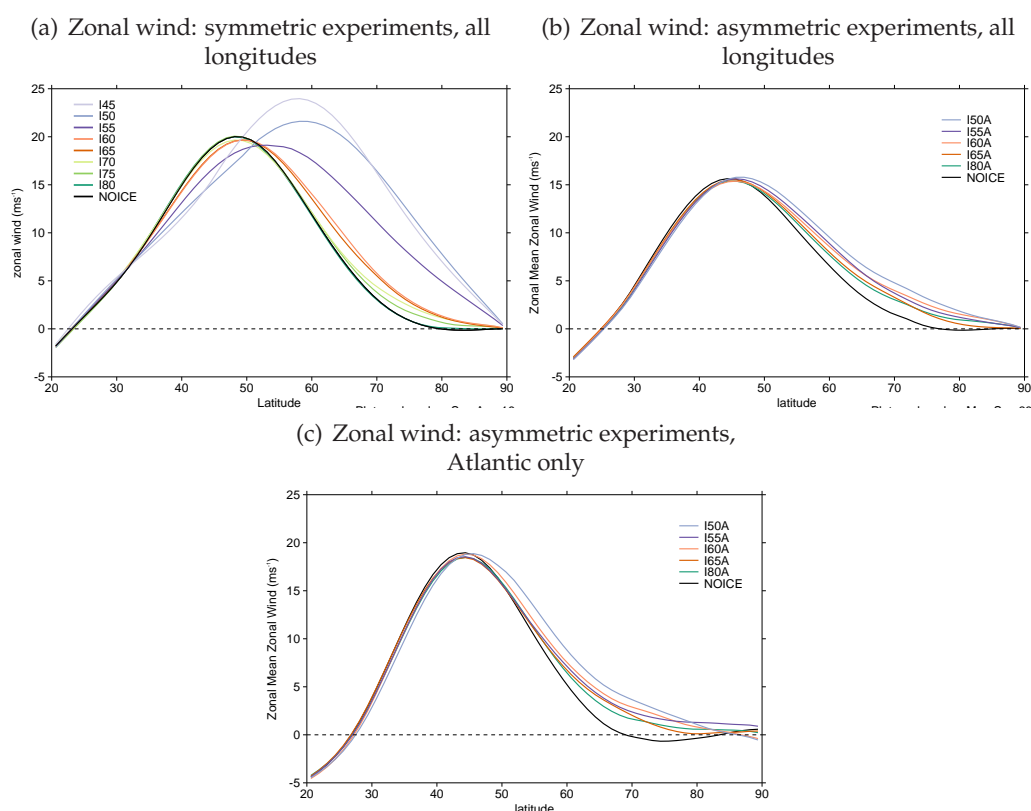 (a) Zonal wind: symmetric experiments, all
longitudes
25
20
15
10
5
0
-5
zonal wind (ms⁻¹)
I45
I50
I55
I60
I65
I70
I75
I80
NOICE
20 30 40 50 60 70 80 90
Latitude
(b) Zonal wind: asymmetric experiments, all
longitudes
25
20
15
10
5
0
-5
Zonal Mean Zonal Wind (ms⁻¹)
I50A
I55A
I60A
I65A
I80A
NOICE
20 30 40 50 60 70 80 90
latitude
(c) Zonal wind: asymmetric experiments,
Atlantic only
25
20
15
10
5
0
-5
Zonal Mean Zonal Wind (ms⁻¹)
I50A
I55A
I60A
I65A
I80A
NOICE
20 30 40 50 60 70 80 90
latitude